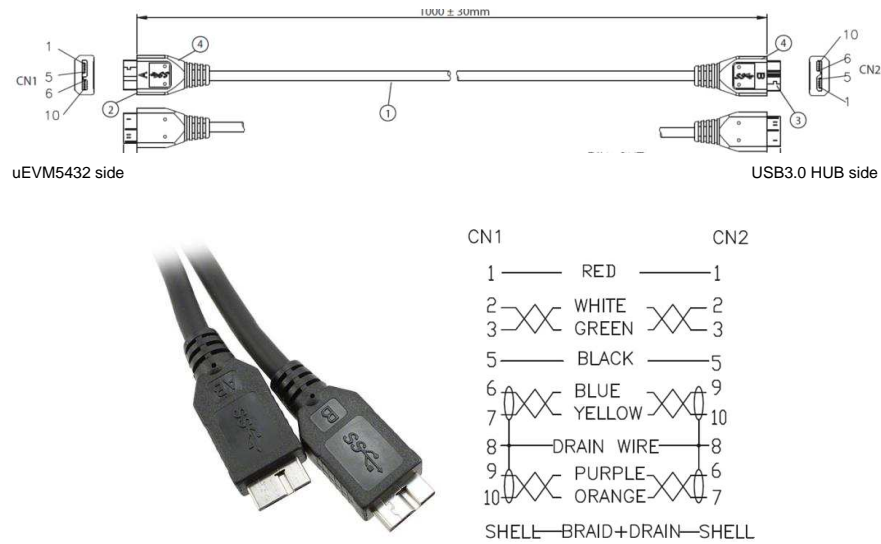 1000 ± 30mm
1
5
CN1
6
10
4
2
A
1
4
B
3
10
6
5
CN2
1
uEVM5432 side
USB3.0 HUB side
A
B
CN1 CN2
1 RED 1
2 WHITE 2
3 GREEN 3
5 BLACK 5
6 BLUE 9
7 YELLOW 10
8 DRAIN WIRE 8
9 PURPLE 6
10 ORANGE 7
SHELL BRAID+DRAIN SHELL